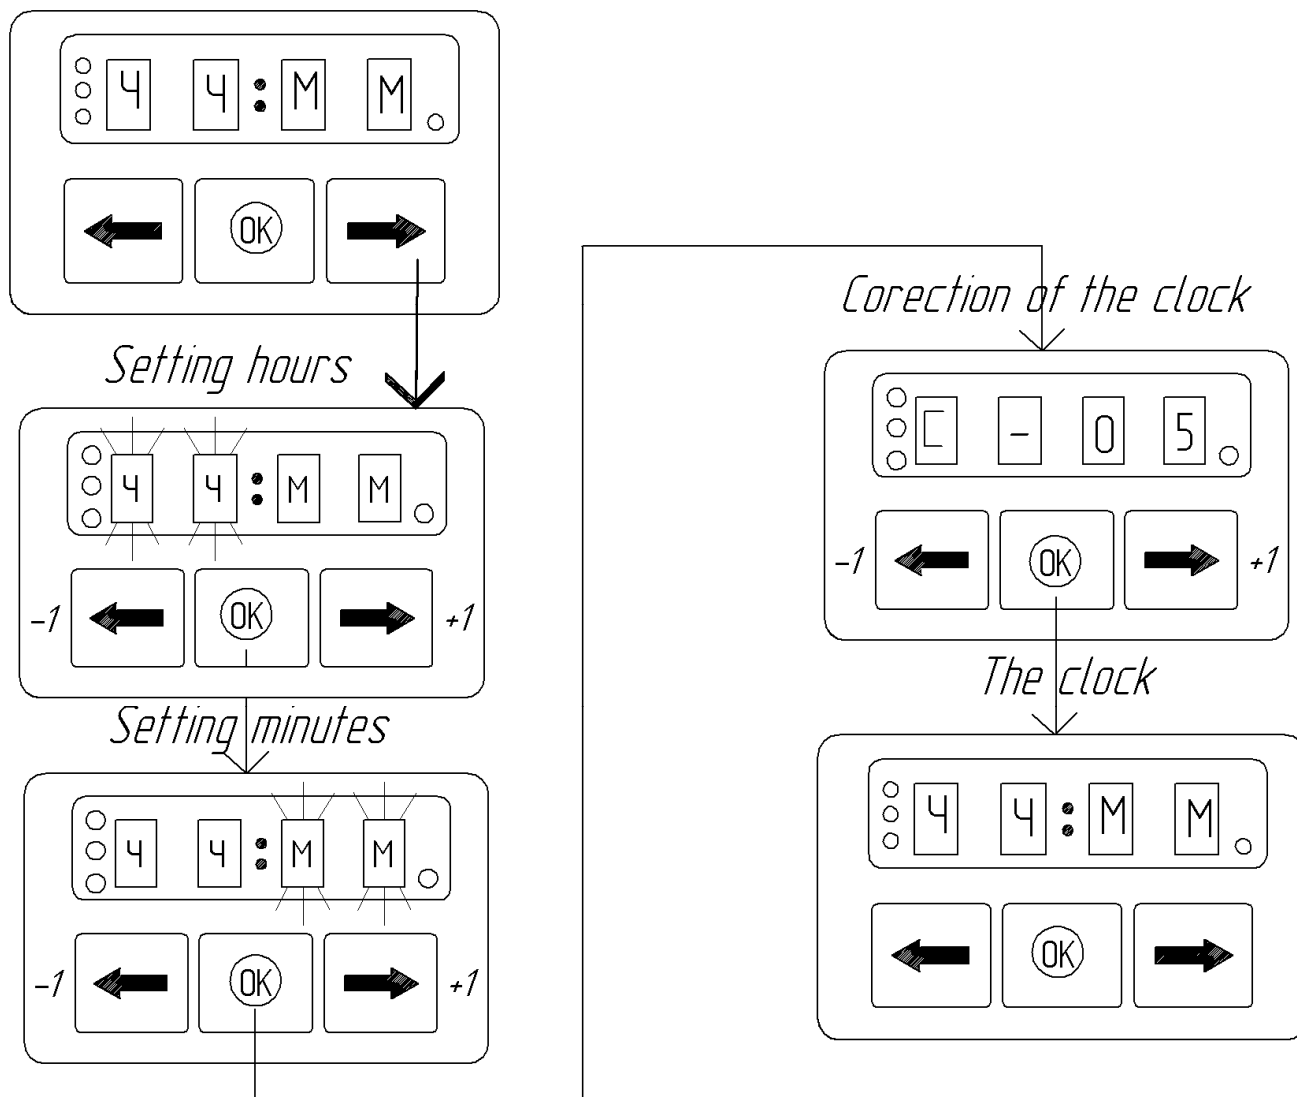 Ч Ч : М М
OK
Setting hours
Ч Ч : М М
-1 OK +1
Setting minutes
Ч Ч : М М
-1 OK +1
Corection of the clock
C - 0 5
-1 OK +1
The clock
Ч Ч : М М
OK